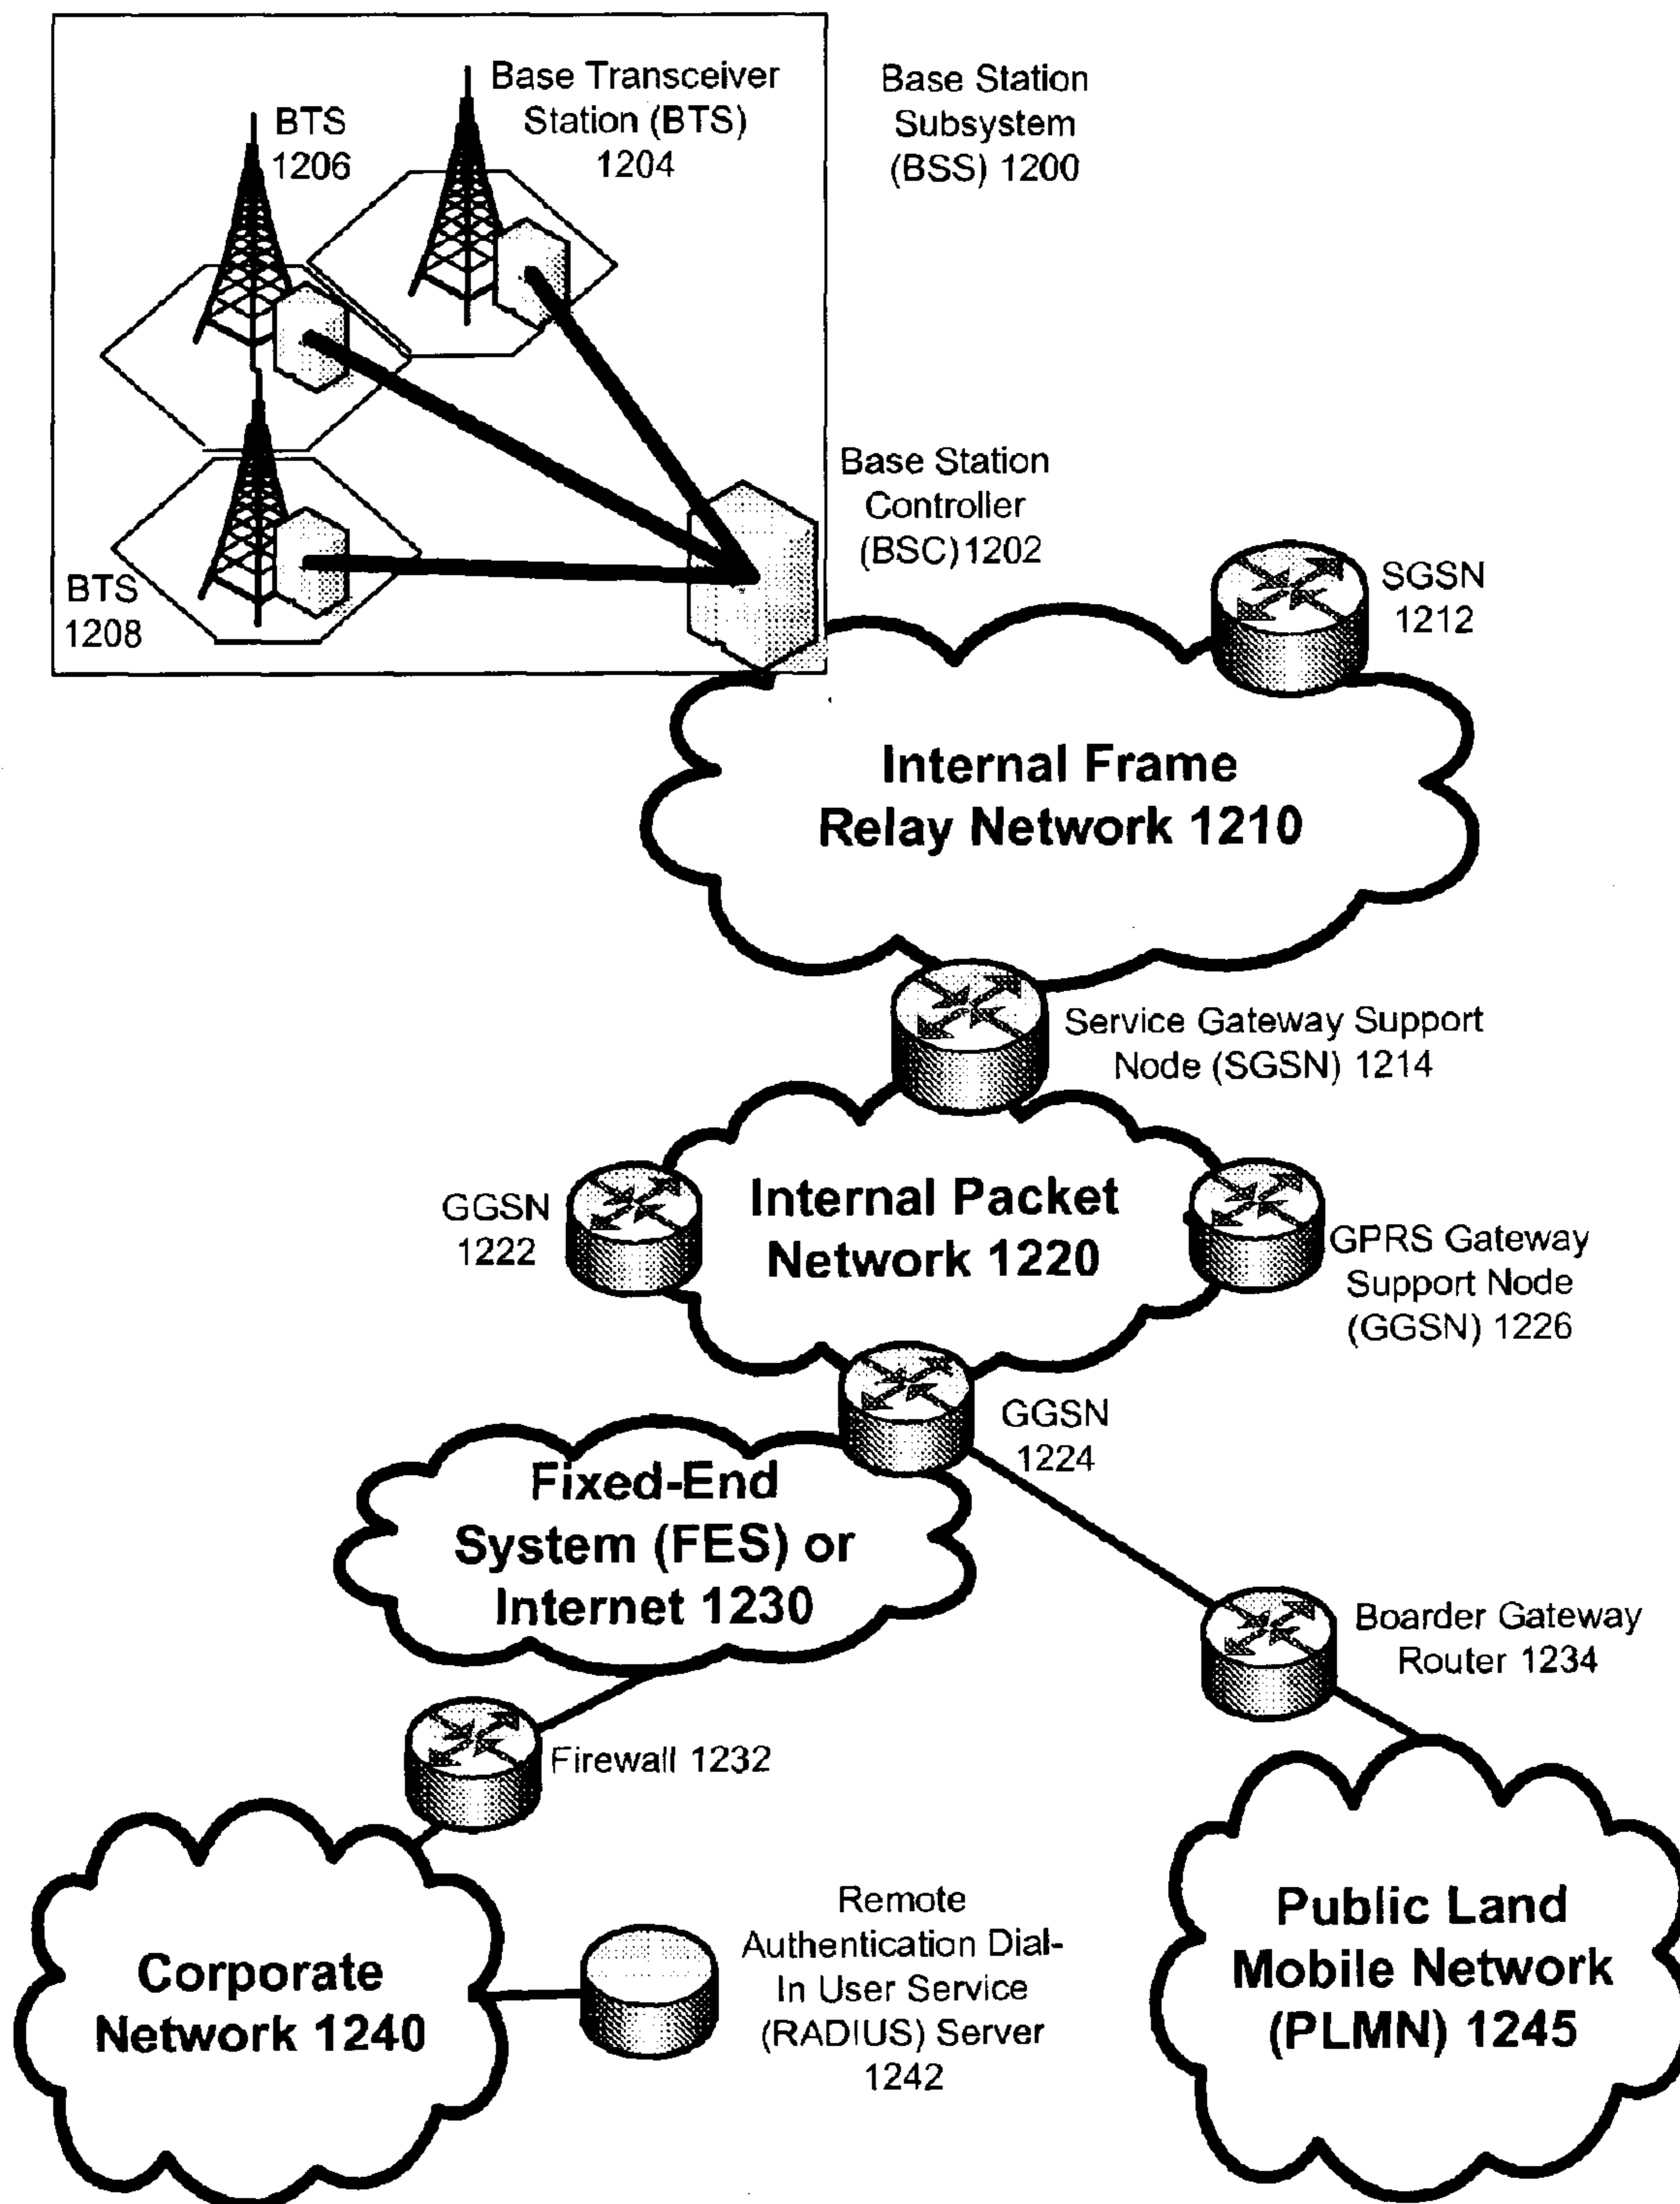 Base Transceiver
Station (BTS)
1204
BTS
1206
Base Station
Subsystem
(BSS) 1200
BTS
1208
Base Station
Controller
(BSC) 1202
SGSN
1212
Internal Frame
Relay Network 1210
Service Gateway Support
Node (SGSN) 1214
GGSN
1222
Internal Packet
Network 1220
GPRS Gateway
Support Node
(GGSN) 1226
GGSN
1224
Fixed-End
System (FES) or
Internet 1230
Boarder Gateway
Router 1234
Firewall 1232
Corporate
Network 1240
Remote
Authentication Dial-
In User Service
(RADIUS) Server
1242
Public Land
Mobile Network
(PLMN) 1245